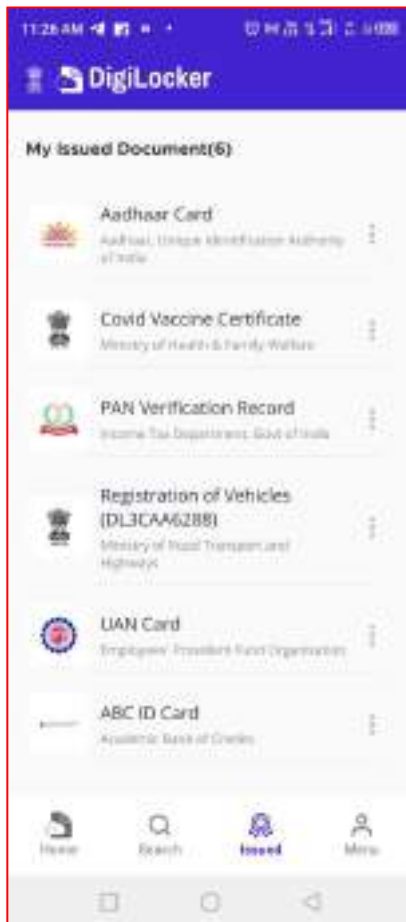 11:26 AM
DigiLocker
My Issued Document(6)
Aadhaar Card
Aadhaar, Unique Identification Authority
of India
Covid Vaccine Certificate
Ministry of Health & Family Welfare
PAN Verification Record
Income Tax Department, Govt of India
Registration of Vehicles
(DL3CAA6288)
Ministry of Road Transport and
Highways
UAN Card
Employees' Provident Fund Organisation
ABC ID Card
Academic Bank of Credits
Home
Search
Issued
Menu